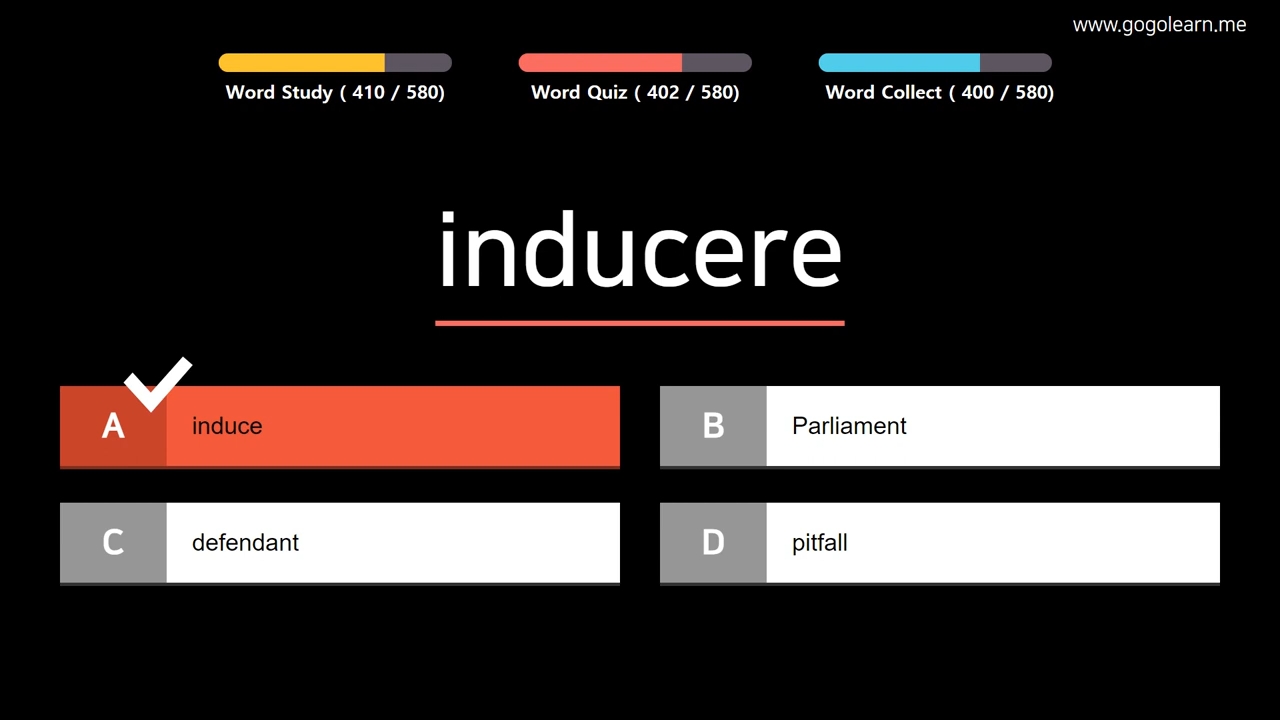 www.gogolearn.me
Word Study ( 410 / 580)
Word Quiz ( 402 / 580)
Word Collect ( 400 / 580)
inducere
A induce
B Parliament
C defendant
D pitfall